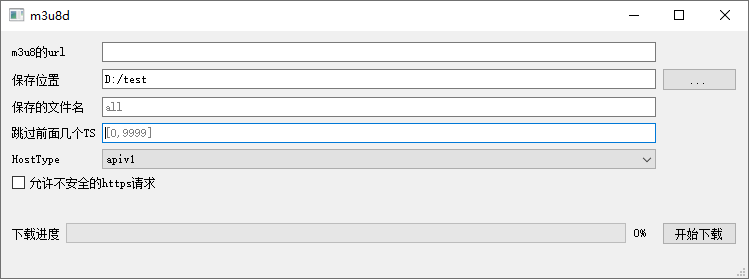 m3u8d
m3u8的url
保存位置 D:/test ...
保存的文件名 all
跳过前面几个TS [0,9999]
HostType apiv1
允许不安全的https请求
下载进度 0% 开始下载